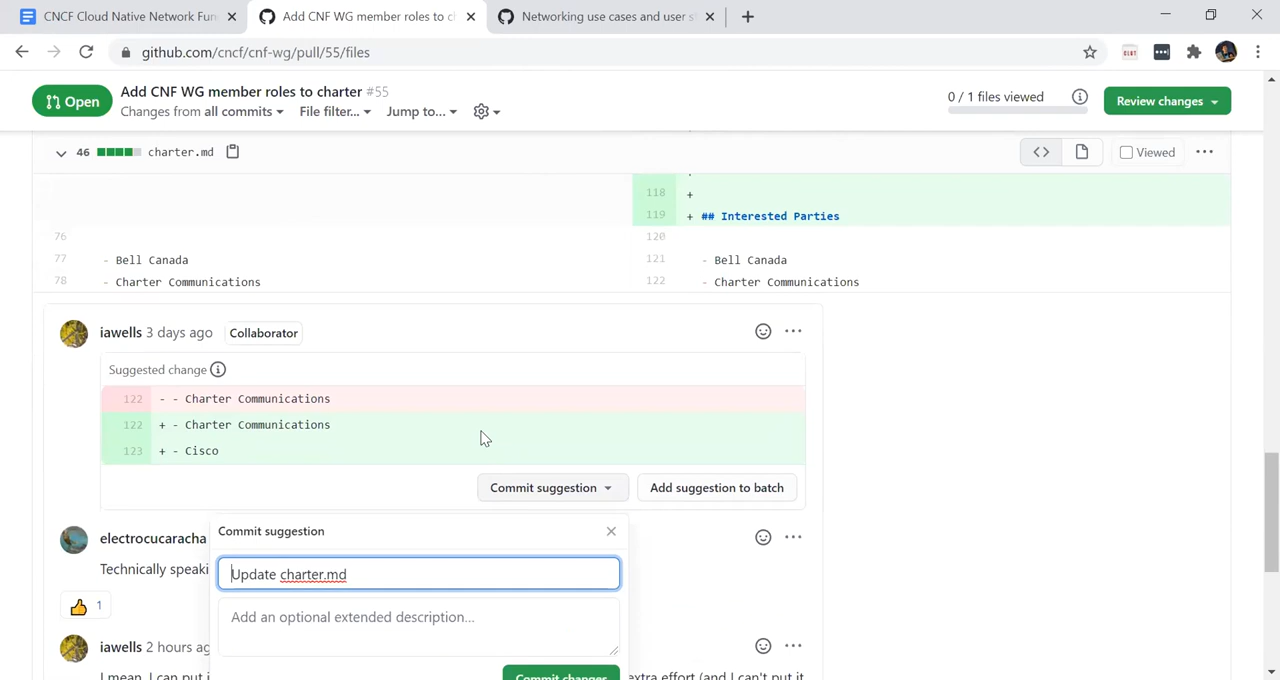 CNCF Cloud Native Network Fun
Add CNF WG member roles to c
Networking use cases and user s
github.com/cncf/cnf-wg/pull/55/files
Open
Add CNF WG member roles to charter #55
Changes from all commits File filter... Jump to...
0 / 1 files viewed
Review changes
46 charter.md
Viewed
118 +
119 + ## Interested Parties
76 120
77 - Bell Canada 121 - Bell Canada
78 - Charter Communications 122 - Charter Communications
iawells 3 days ago Collaborator
Suggested change
122 - - Charter Communications
122 + - Charter Communications
123 + - Cisco
Commit suggestion Add suggestion to batch
Commit suggestion
electrocucaracha
Update charter.md
Technically speaki
Add an optional extended description...
1
iawells 2 hours ag
Commit changes
I mean, I can put i extra effort (and I can't put it